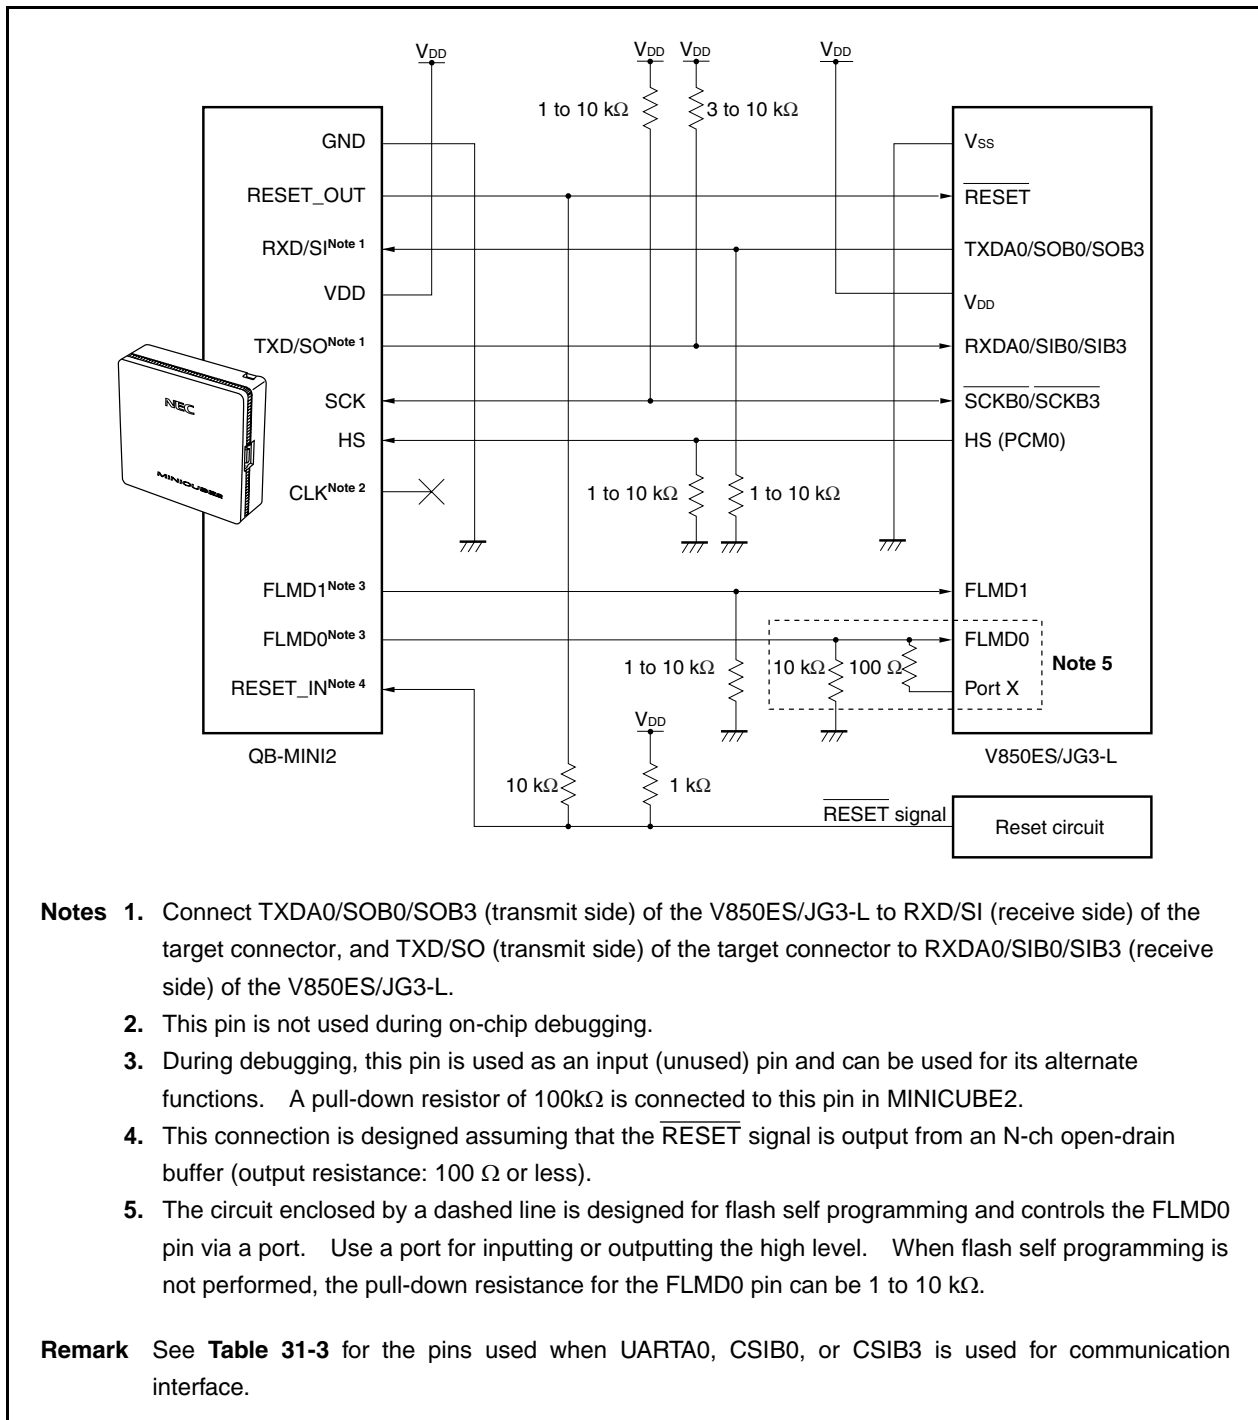 VDD
VDD VDD
VDD
1 to 10 kΩ
3 to 10 kΩ
GND
VSS
RESET_OUT
RESET
RXD/SI Note 1
TXDA0/SOB0/SOB3
VDD
VDD
TXD/SO Note 1
RXDA0/SIB0/SIB3
SCK
SCKB0/SCKB3
HS
HS (PCM0)
NEC
MINICUBE2
CLK Note 2
1 to 10 kΩ
1 to 10 kΩ
FLMD1 Note 3
FLMD1
FLMD0 Note 3
FLMD0
1 to 10 kΩ
10 kΩ
100 Ω
Note 5
RESET_IN Note 4
Port X
VDD
QB-MINI2
V850ES/JG3-L
10 kΩ
1 kΩ
RESET signal
Reset circuit
Notes 1. Connect TXDA0/SOB0/SOB3 (transmit side) of the V850ES/JG3-L to RXD/SI (receive side) of the
target connector, and TXD/SO (transmit side) of the target connector to RXDA0/SIB0/SIB3 (receive
side) of the V850ES/JG3-L.
2. This pin is not used during on-chip debugging.
3. During debugging, this pin is used as an input (unused) pin and can be used for its alternate
functions. A pull-down resistor of 100kΩ is connected to this pin in MINICUBE2.
4. This connection is designed assuming that the RESET signal is output from an N-ch open-drain
buffer (output resistance: 100 Ω or less).
5. The circuit enclosed by a dashed line is designed for flash self programming and controls the FLMD0
pin via a port. Use a port for inputting or outputting the high level. When flash self programming is
not performed, the pull-down resistance for the FLMD0 pin can be 1 to 10 kΩ.
Remark See Table 31-3 for the pins used when UARTA0, CSIB0, or CSIB3 is used for communication
interface.